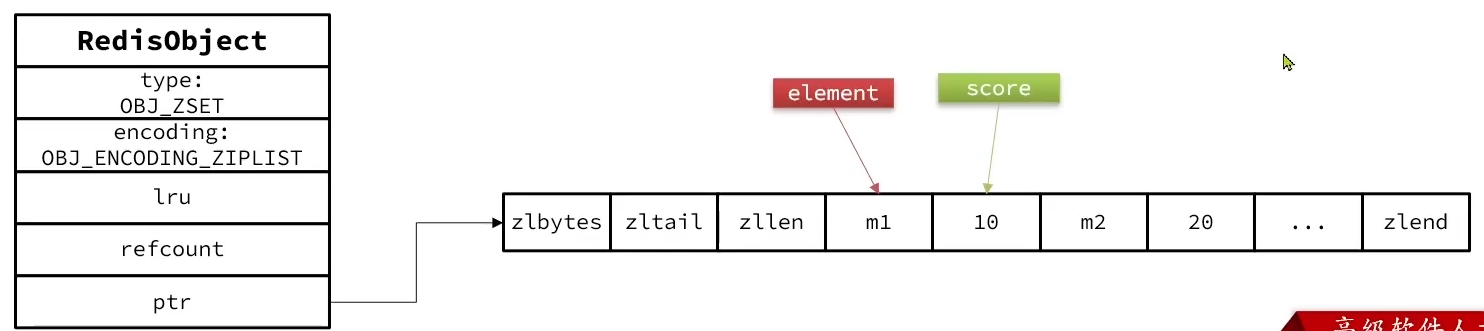 RedisObject
type:
OBJ_ZSET
encoding:
OBJ_ENCODING_ZIPLIST
lru
refcount
ptr
element
score
zlbytes zltail zllen m1 10 m2 20 ... zlend
高级软件人